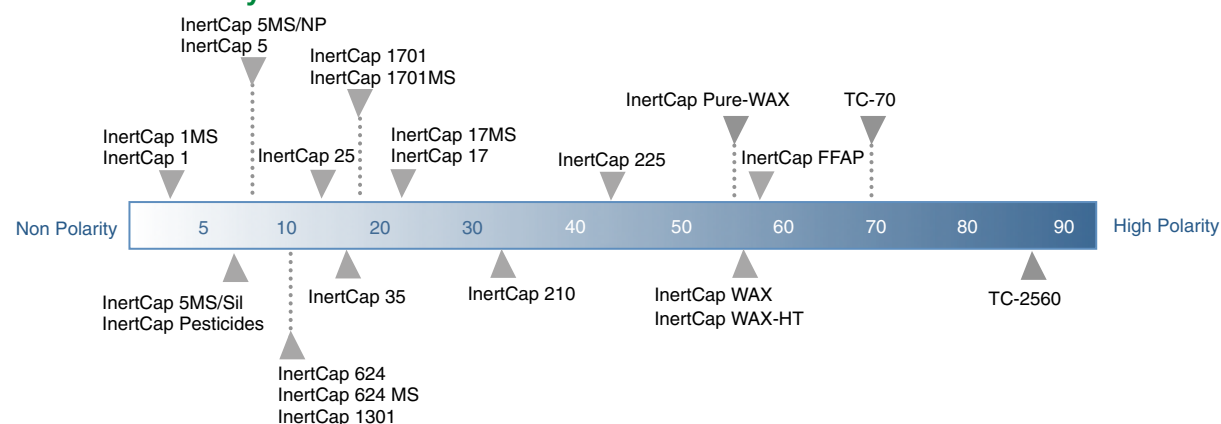 InertCap 5MS/NP
InertCap 5
InertCap 1701
InertCap 1701MS
InertCap Pure-WAX
TC-70
InertCap 1MS
InertCap 1
InertCap 25
InertCap 17MS
InertCap 17
InertCap 225
InertCap FFAP
Non Polarity
5 10 20 30 40 50 60 70 80 90
High Polarity
InertCap 5MS/Sil
InertCap Pesticides
InertCap 35
InertCap 210
InertCap WAX
InertCap WAX-HT
TC-2560
InertCap 624
InertCap 624 MS
InertCap 1301